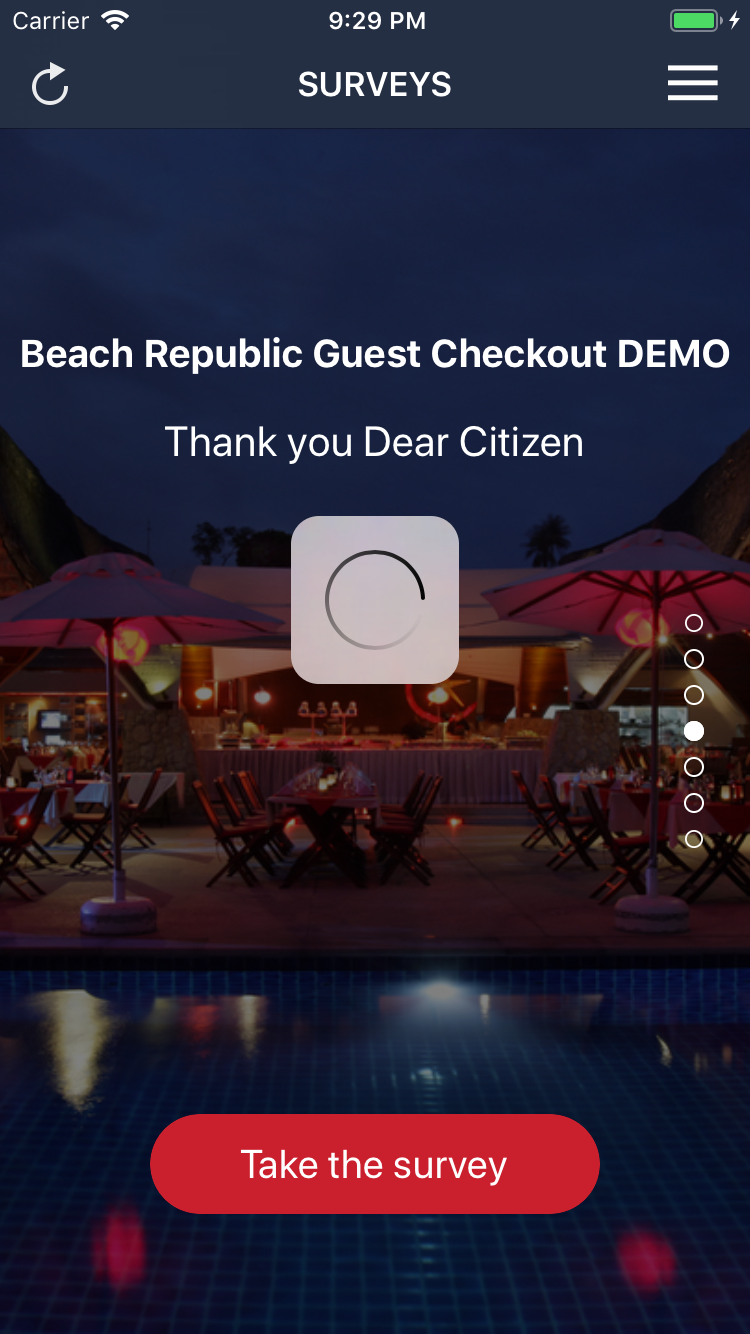 Carrier 9:29 PM
SURVEYS
Beach Republic Guest Checkout DEMO
Thank you Dear Citizen
Take the survey